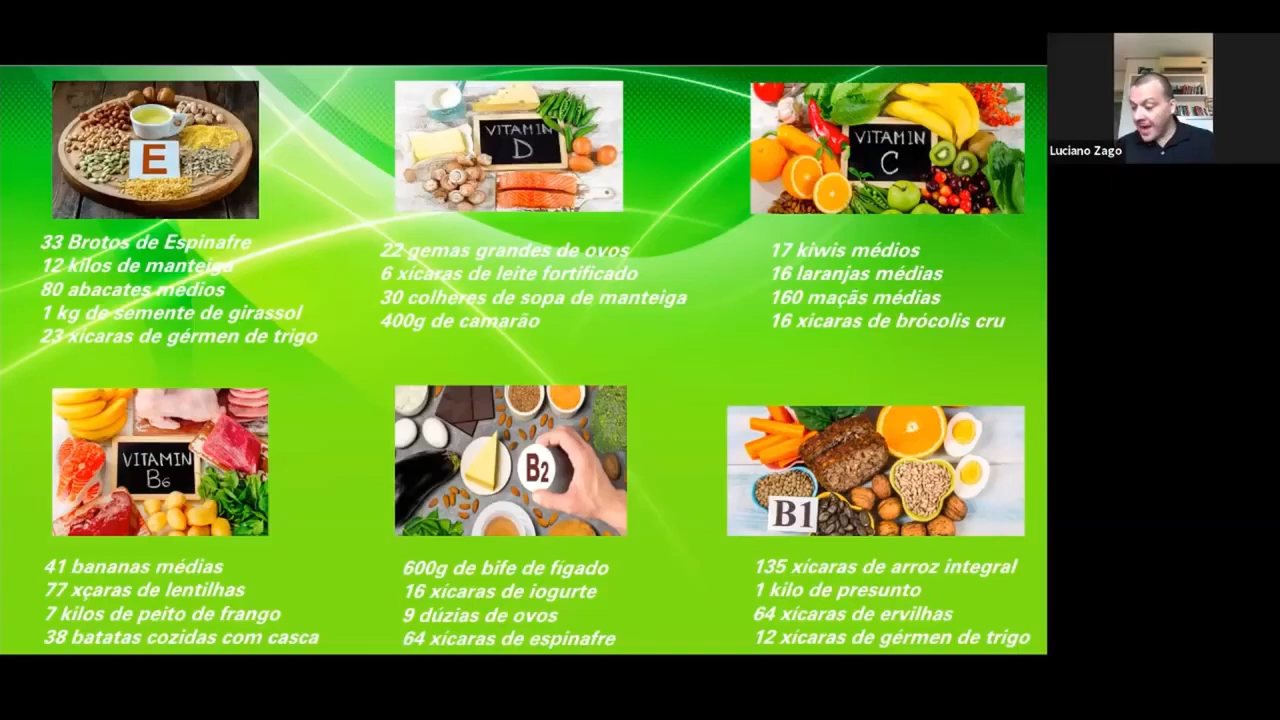 E
33 Brotos de Espinafre
12 kilos de manteiga
80 abacates médios
1 kg de semente de girassol
23 xícaras de gérmen de trigo
VITAMIN
D
22 gemas grandes de ovos
6 xícaras de leite fortificado
30 colheres de sopa de manteiga
400g de camarão
VITAMIN
C
17 kiwis médios
16 laranjas médias
160 maçãs médias
16 xicaras de brócolis cru
Luciano Zago
VITAMIN
B6
41 bananas médias
77 xçaras de lentilhas
7 kilos de peito de frango
38 batatas cozidas com casca
B2
600g de bife de fígado
16 xícaras de iogurte
9 dúzias de ovos
64 xícaras de espinafre
B1
135 xícaras de arroz integral
1 kilo de presunto
64 xícaras de ervilhas
12 xícaras de gérmen de trigo